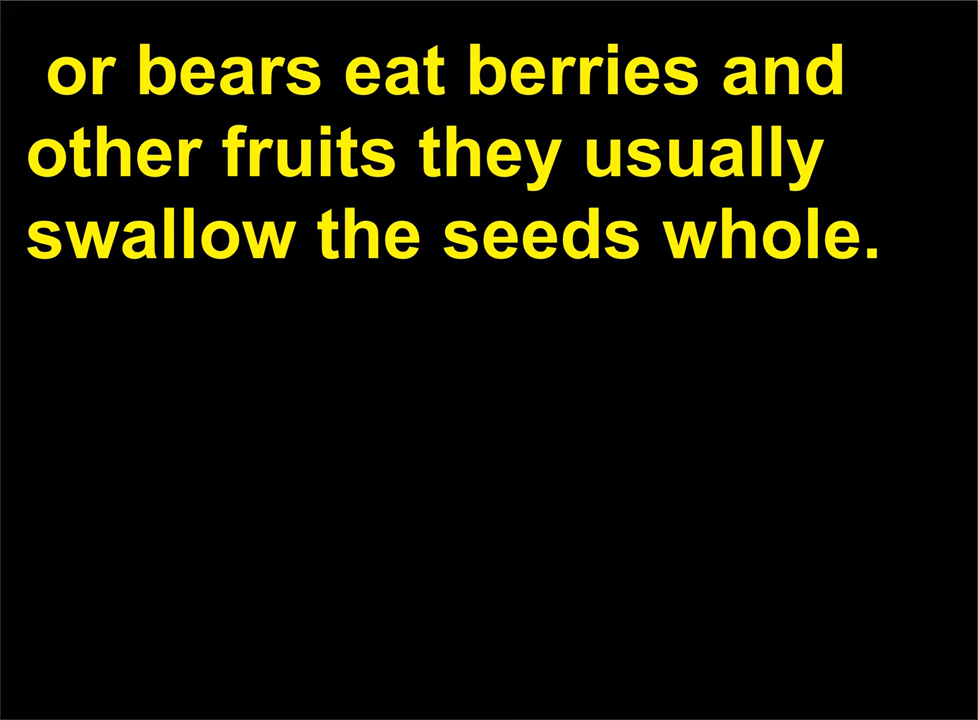 or bears eat berries and
other fruits they usually
swallow the seeds whole.